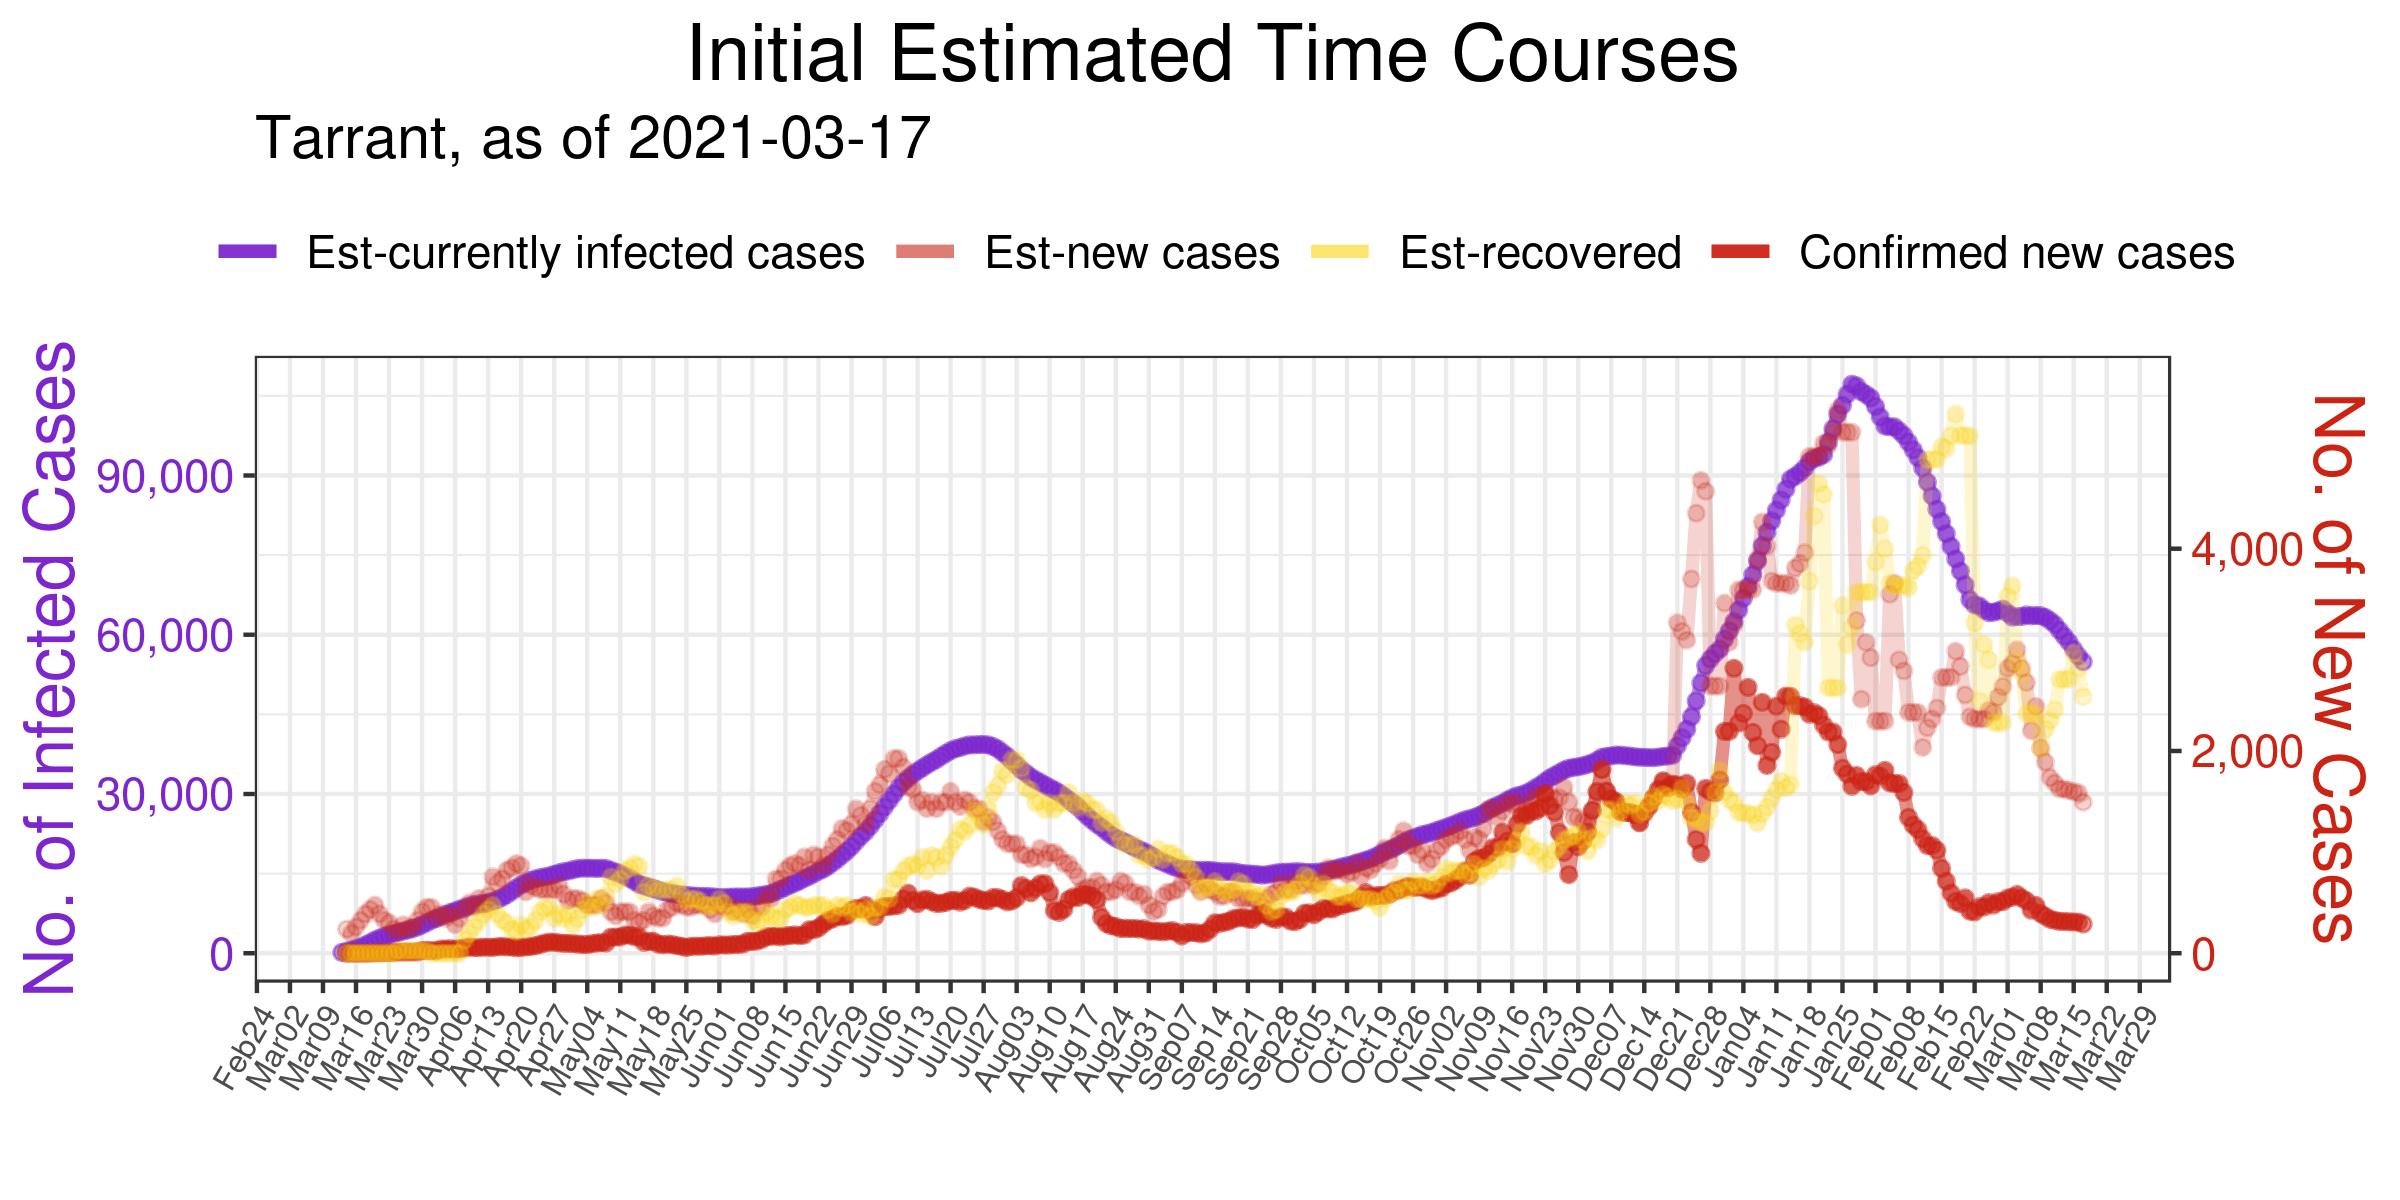 Initial Estimated Time Courses
Tarrant, as of 2021-03-17
Est-currently infected cases Est-new cases Est-recovered Confirmed new cases
No. of Infected Cases
90,000
60,000
30,000
0
No. of New Cases
4,000
2,000
0
Feb24 Mar02 Mar09 Mar16 Mar23 Mar30 Apr06 Apr13 Apr20 Apr27 May04 May11 May18 May25 Jun01 Jun08 Jun15 Jun22 Jun29 Jul06 Jul13 Jul20 Jul27 Aug03 Aug10 Aug17 Aug24 Aug31 Sep07 Sep14 Sep21 Sep28 Oct05 Oct12 Oct19 Oct26 Nov02 Nov09 Nov16 Nov23 Nov30 Dec07 Dec14 Dec21 Dec28 Jan04 Jan11 Jan18 Jan25 Feb01 Feb08 Feb15 Feb22 Mar01 Mar08 Mar15 Mar22 Mar29